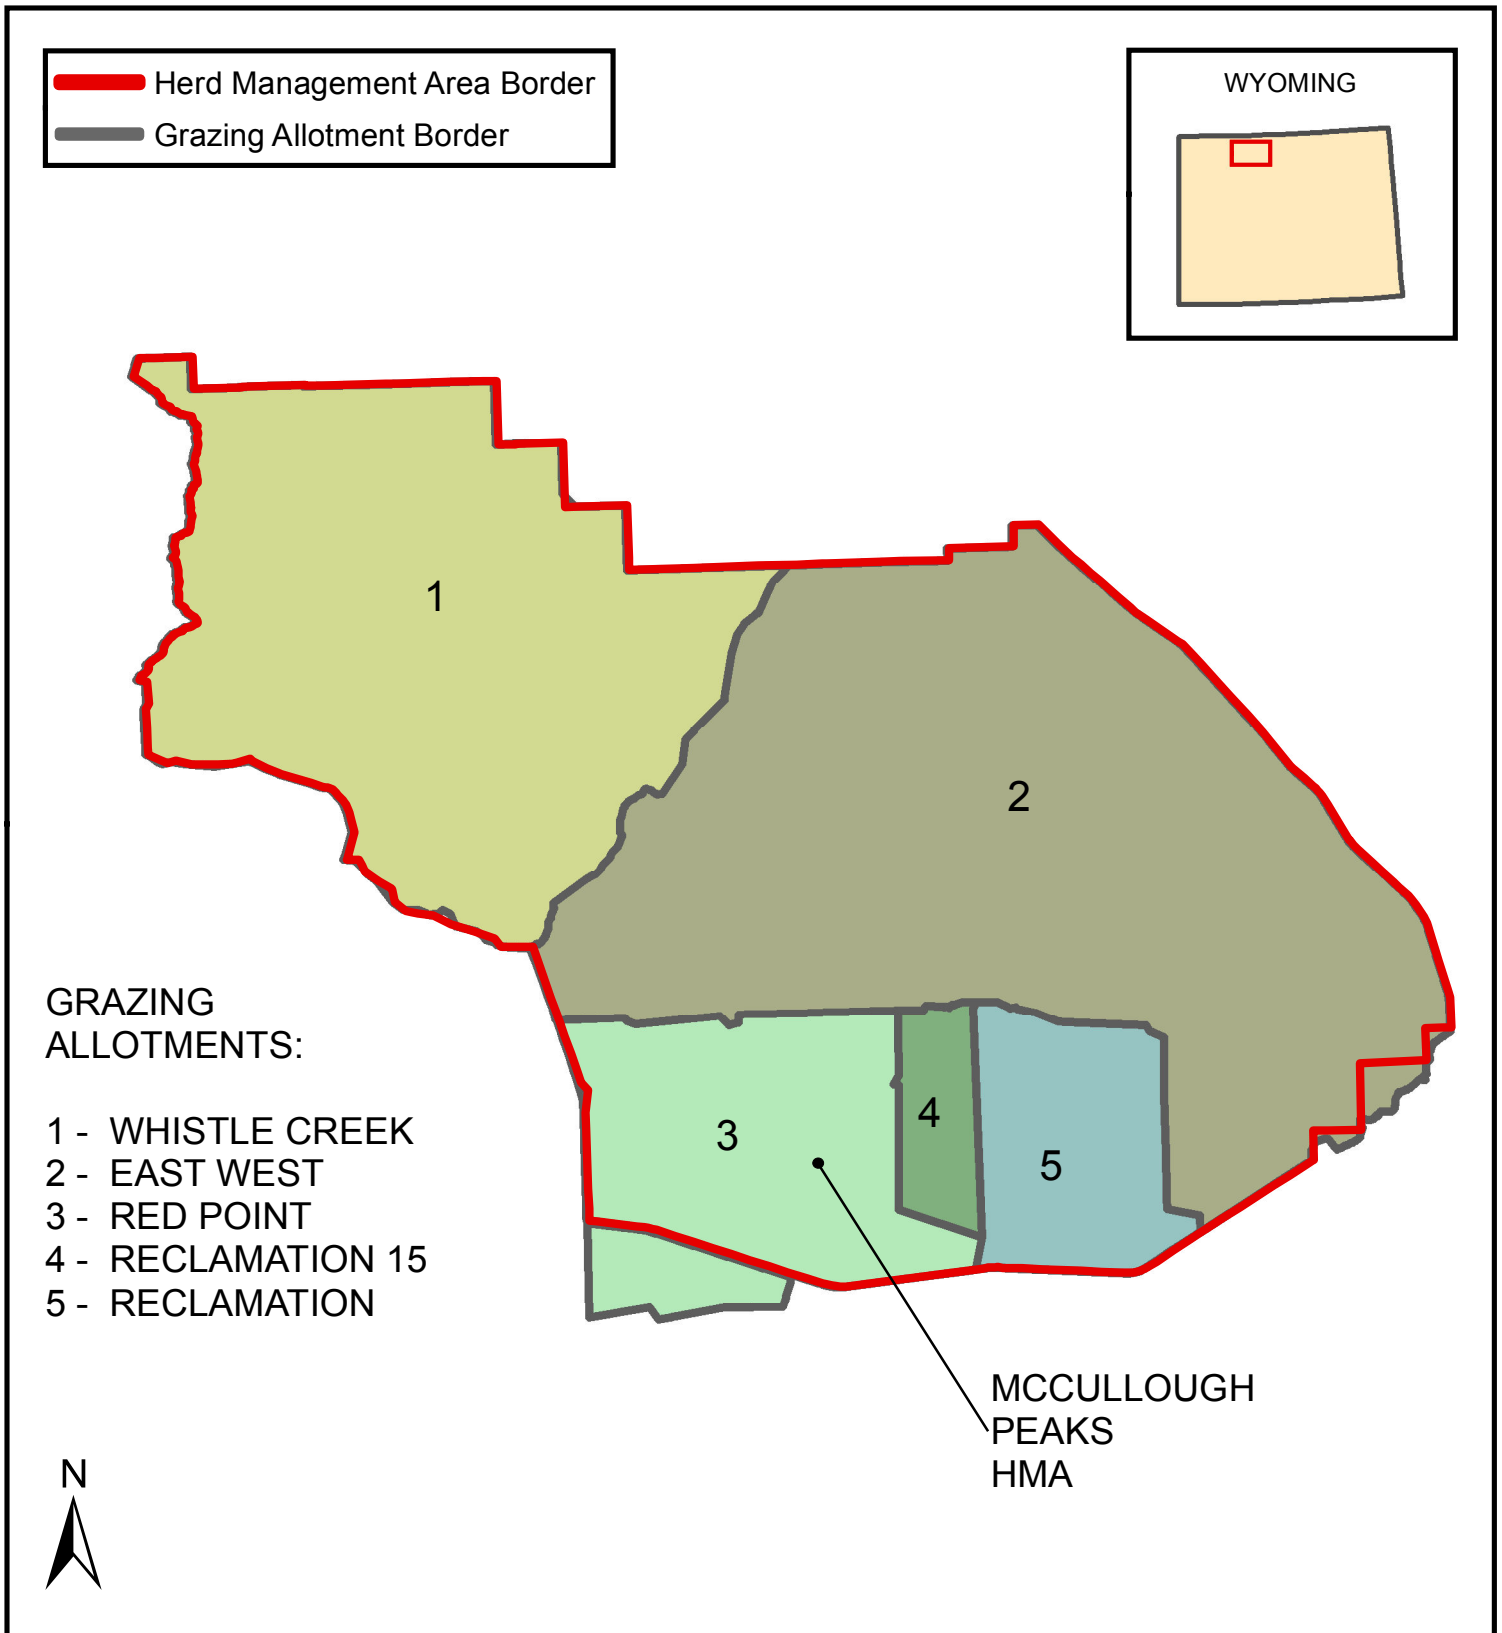 Herd Management Area Border
Grazing Allotment Border
WYOMING
1
2
3
4
5
GRAZING
ALLOTMENTS:
1 - WHISTLE CREEK
2 - EAST WEST
3 - RED POINT
4 - RECLAMATION 15
5 - RECLAMATION
MCCULLOUGH
PEAKS
HMA
N